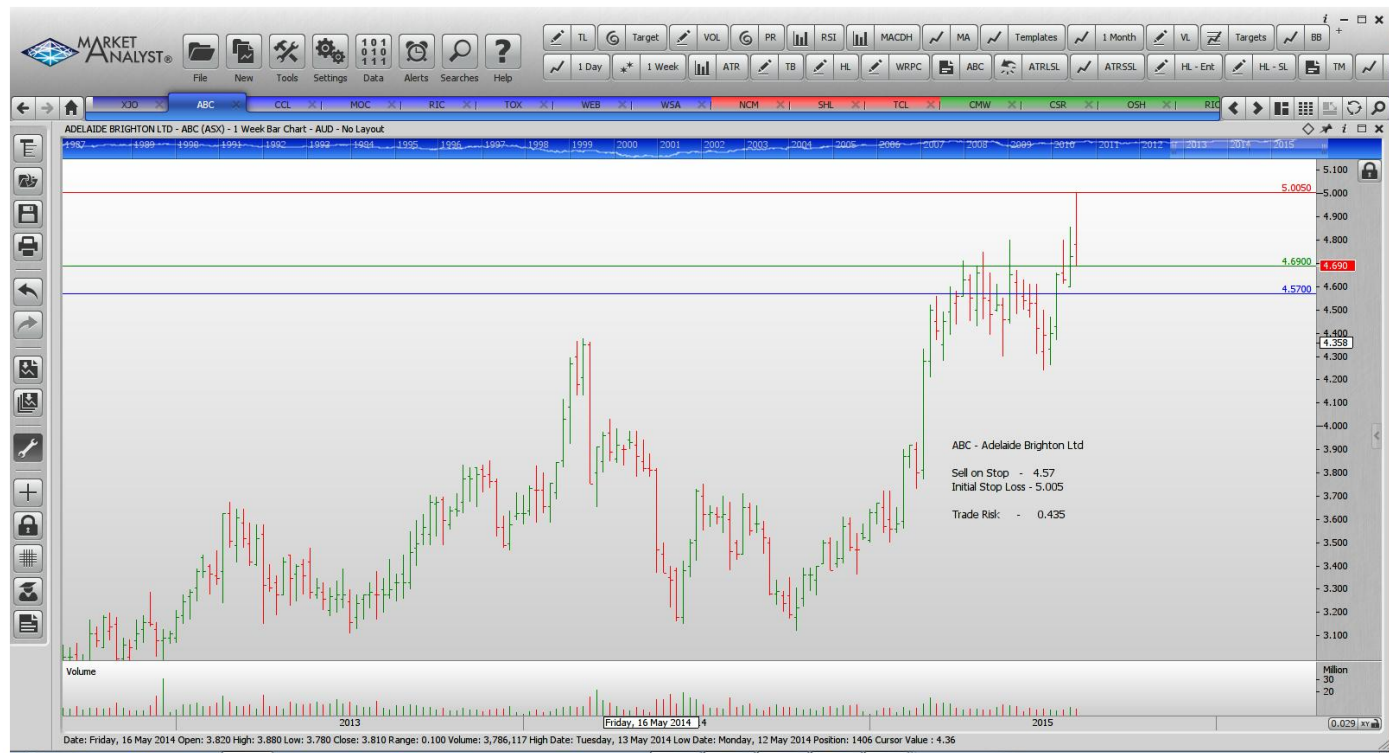 i
MARKET ANALYST®
File New Tools Settings Data Alerts Searches Help
TL Target VOL PR RSI MACDH MA Templates 1 Month VL Targets BB
1 Day 1 Week ATR TB HL WRPC ABC ATRLSL ATRSSL HL - Ent HL - SL TM
XJO ABC CCL MOC RIC TOX WEB WSA NCM SHL TCL CMW CSR OSH RIC
ADELAIDE BRIGHTON LTD - ABC (ASX) - 1 Week Bar Chart - AUD - No Layout
1987 1989 1990 1991 1992 1993 1994 1995 1996 1997 1998 1999 2000 2001 2002 2003 2004 2005 2006 2007 2008 2009 2010 2011 2012 2013 2014 2015
5.100
5.0050
5.000
4.900
4.800
4.6900 4.690
4.600
4.5700
4.500
4.400
4.358
4.300
4.200
4.100
4.000
3.900
3.800
3.700
3.600
3.500
3.400
3.300
3.200
3.100
ABC - Adelaide Brighton Ltd
Sell on Stop - 4.57
Initial Stop Loss - 5.005
Trade Risk - 0.435
Volume
Million
30
20
2013 Friday, 16 May 2014 4 2015
0.029 XY
Date: Friday, 16 May 2014 Open: 3.820 High: 3.880 Low: 3.780 Close: 3.810 Range: 0.100 Volume: 3,786,117 High Date: Tuesday, 13 May 2014 Low Date: Monday, 12 May 2014 Position: 1406 Cursor Value : 4.36